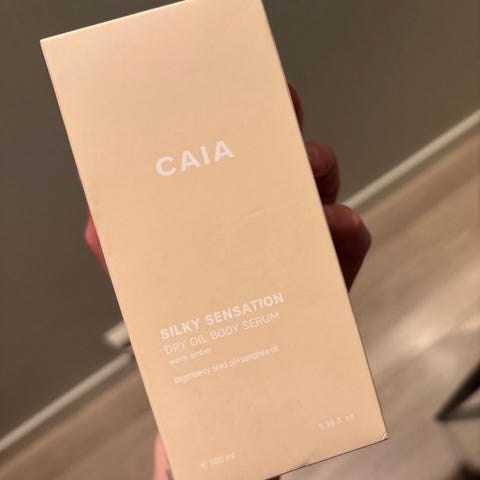 CAIA
SILKY SENSATION
DRY OIL BODY SERUM
warm amber
lingonberry seed oil+samphire oil
3.38 fl. oz
℮ 100 ml